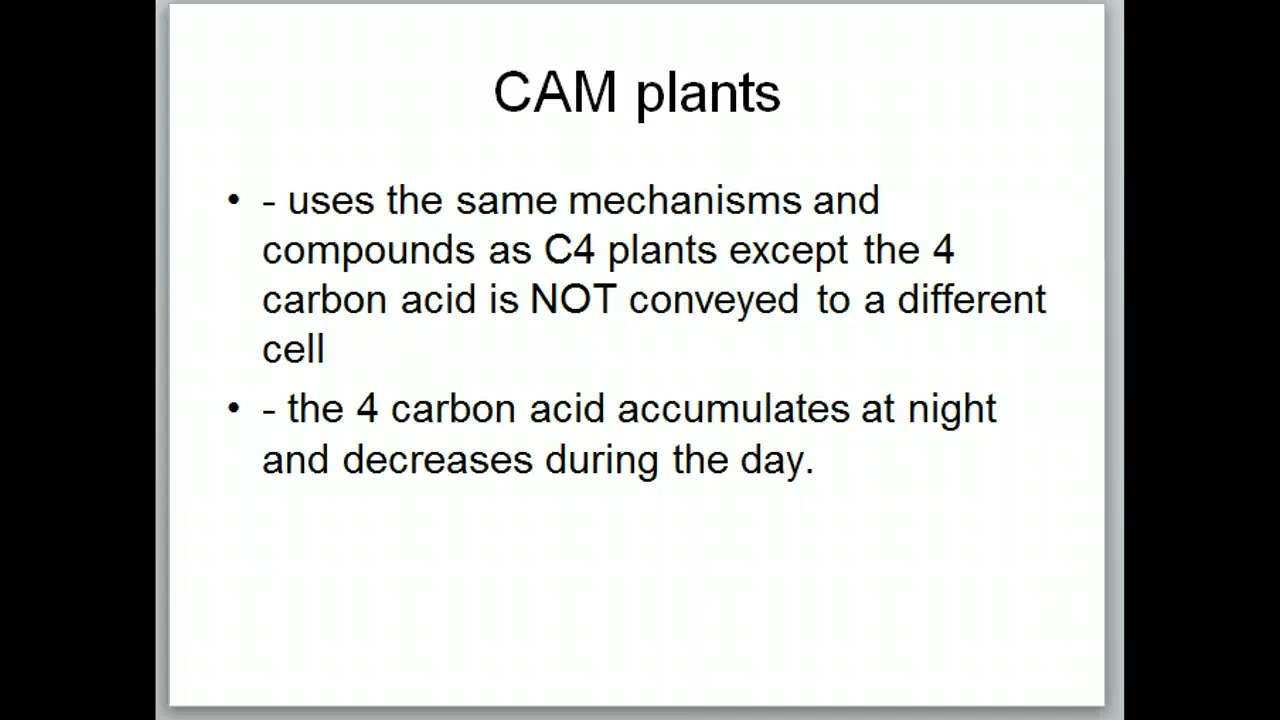 CAM plants
• - uses the same mechanisms and
compounds as C4 plants except the 4
carbon acid is NOT conveyed to a different
cell
• - the 4 carbon acid accumulates at night
and decreases during the day.